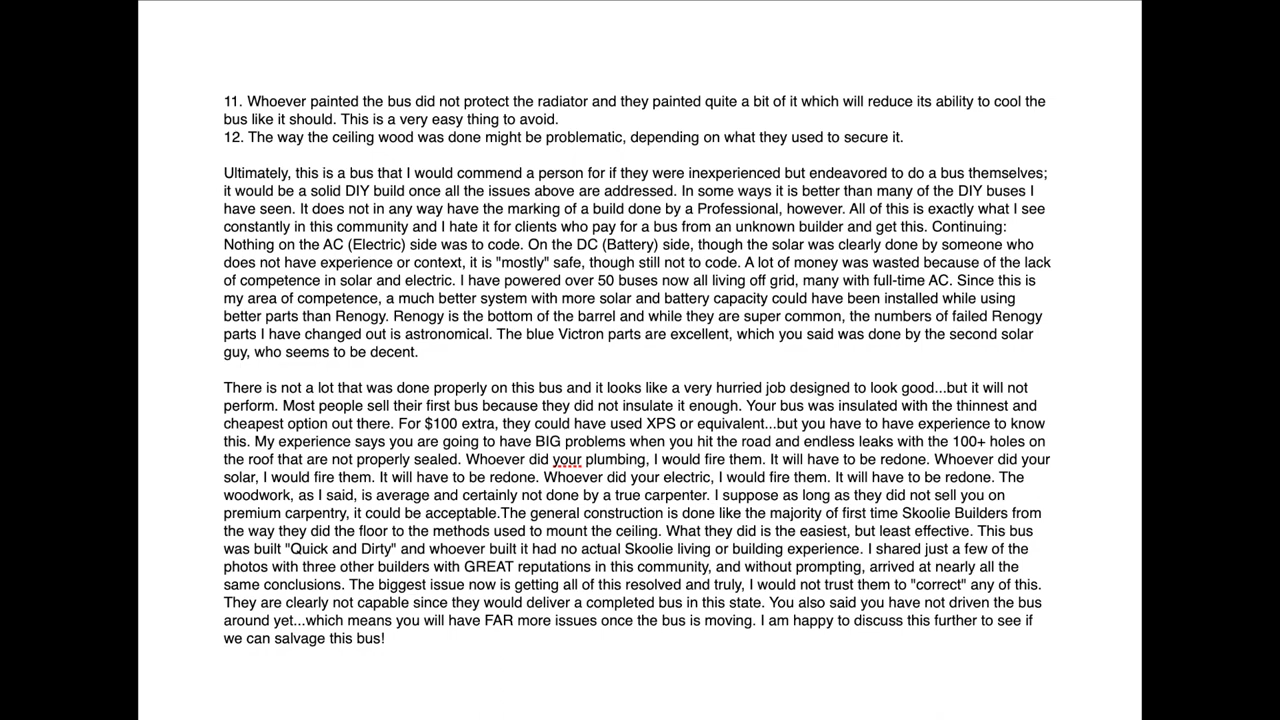 11. Whoever painted the bus did not protect the radiator and they painted quite a bit of it which will reduce its ability to cool the
bus like it should. This is a very easy thing to avoid.
12. The way the ceiling wood was done might be problematic, depending on what they used to secure it.
Ultimately, this is a bus that I would commend a person for if they were inexperienced but endeavored to do a bus themselves;
it would be a solid DIY build once all the issues above are addressed. In some ways it is better than many of the DIY buses I
have seen. It does not in any way have the marking of a build done by a Professional, however. All of this is exactly what I see
constantly in this community and I hate it for clients who pay for a bus from an unknown builder and get this. Continuing:
Nothing on the AC (Electric) side was to code. On the DC (Battery) side, though the solar was clearly done by someone who
does not have experience or context, it is "mostly" safe, though still not to code. A lot of money was wasted because of the lack
of competence in solar and electric. I have powered over 50 buses now all living off grid, many with full-time AC. Since this is
my area of competence, a much better system with more solar and battery capacity could have been installed while using
better parts than Renogy. Renogy is the bottom of the barrel and while they are super common, the numbers of failed Renogy
parts I have changed out is astronomical. The blue Victron parts are excellent, which you said was done by the second solar
guy, who seems to be decent.
There is not a lot that was done properly on this bus and it looks like a very hurried job designed to look good...but it will not
perform. Most people sell their first bus because they did not insulate it enough. Your bus was insulated with the thinnest and
cheapest option out there. For $100 extra, they could have used XPS or equivalent...but you have to have experience to know
this. My experience says you are going to have BIG problems when you hit the road and endless leaks with the 100+ holes on
the roof that are not properly sealed. Whoever did your plumbing, I would fire them. It will have to be redone. Whoever did your
solar, I would fire them. It will have to be redone. Whoever did your electric, I would fire them. It will have to be redone. The
woodwork, as I said, is average and certainly not done by a true carpenter. I suppose as long as they did not sell you on
premium carpentry, it could be acceptable.The general construction is done like the majority of first time Skoolie Builders from
the way they did the floor to the methods used to mount the ceiling. What they did is the easiest, but least effective. This bus
was built "Quick and Dirty" and whoever built it had no actual Skoolie living or building experience. I shared just a few of the
photos with three other builders with GREAT reputations in this community, and without prompting, arrived at nearly all the
same conclusions. The biggest issue now is getting all of this resolved and truly, I would not trust them to "correct" any of this.
They are clearly not capable since they would deliver a completed bus in this state. You also said you have not driven the bus
around yet...which means you will have FAR more issues once the bus is moving. I am happy to discuss this further to see if
we can salvage this bus!